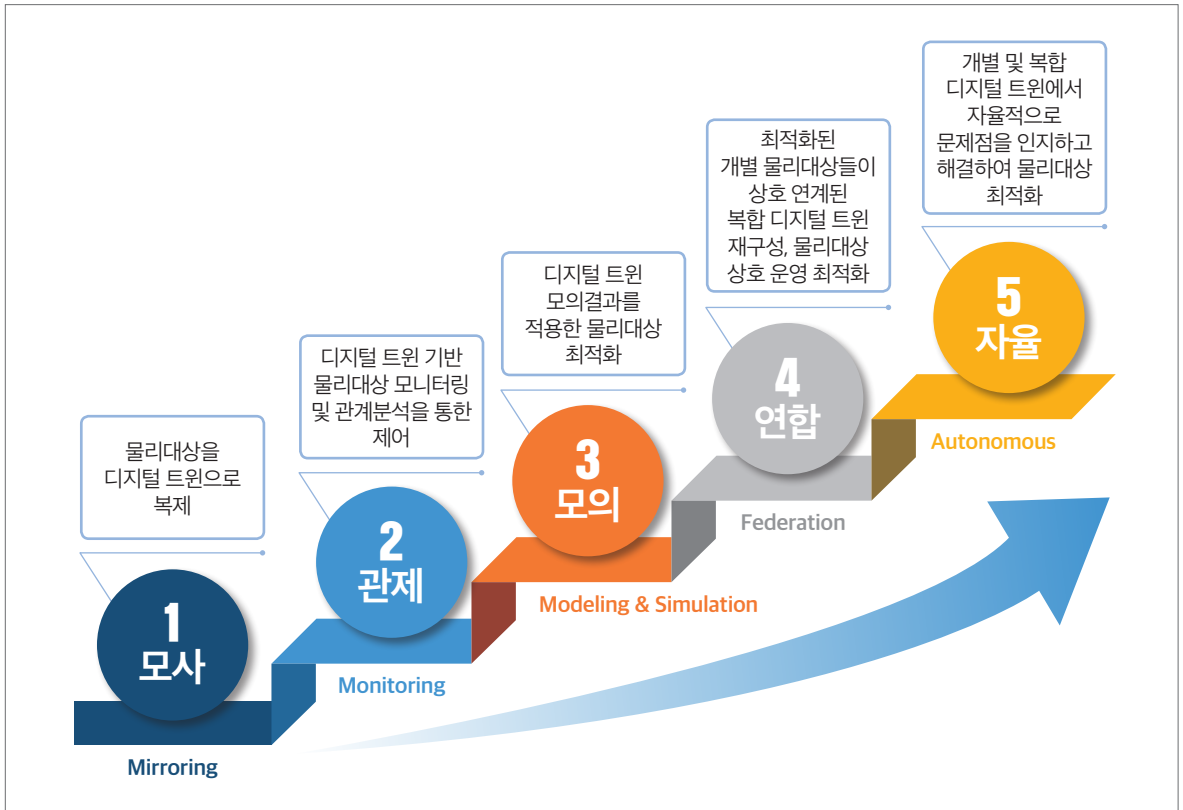 물리대상을
디지털 트윈으로
복제
1
모사
Mirroring
디지털 트윈 기반
물리대상 모니터링
및 관계분석을 통한
제어
2
관제
Monitoring
디지털 트윈
모의결과를
적용한 물리대상
최적화
3
모의
Modeling & Simulation
최적화된
개별 물리대상들이
상호 연계된
복합 디지털 트윈
재구성, 물리대상
상호 운영 최적화
4
연합
Federation
개별 및 복합
디지털 트윈에서
자율적으로
문제점을 인지하고
해결하여 물리대상
최적화
5
자율
Autonomous